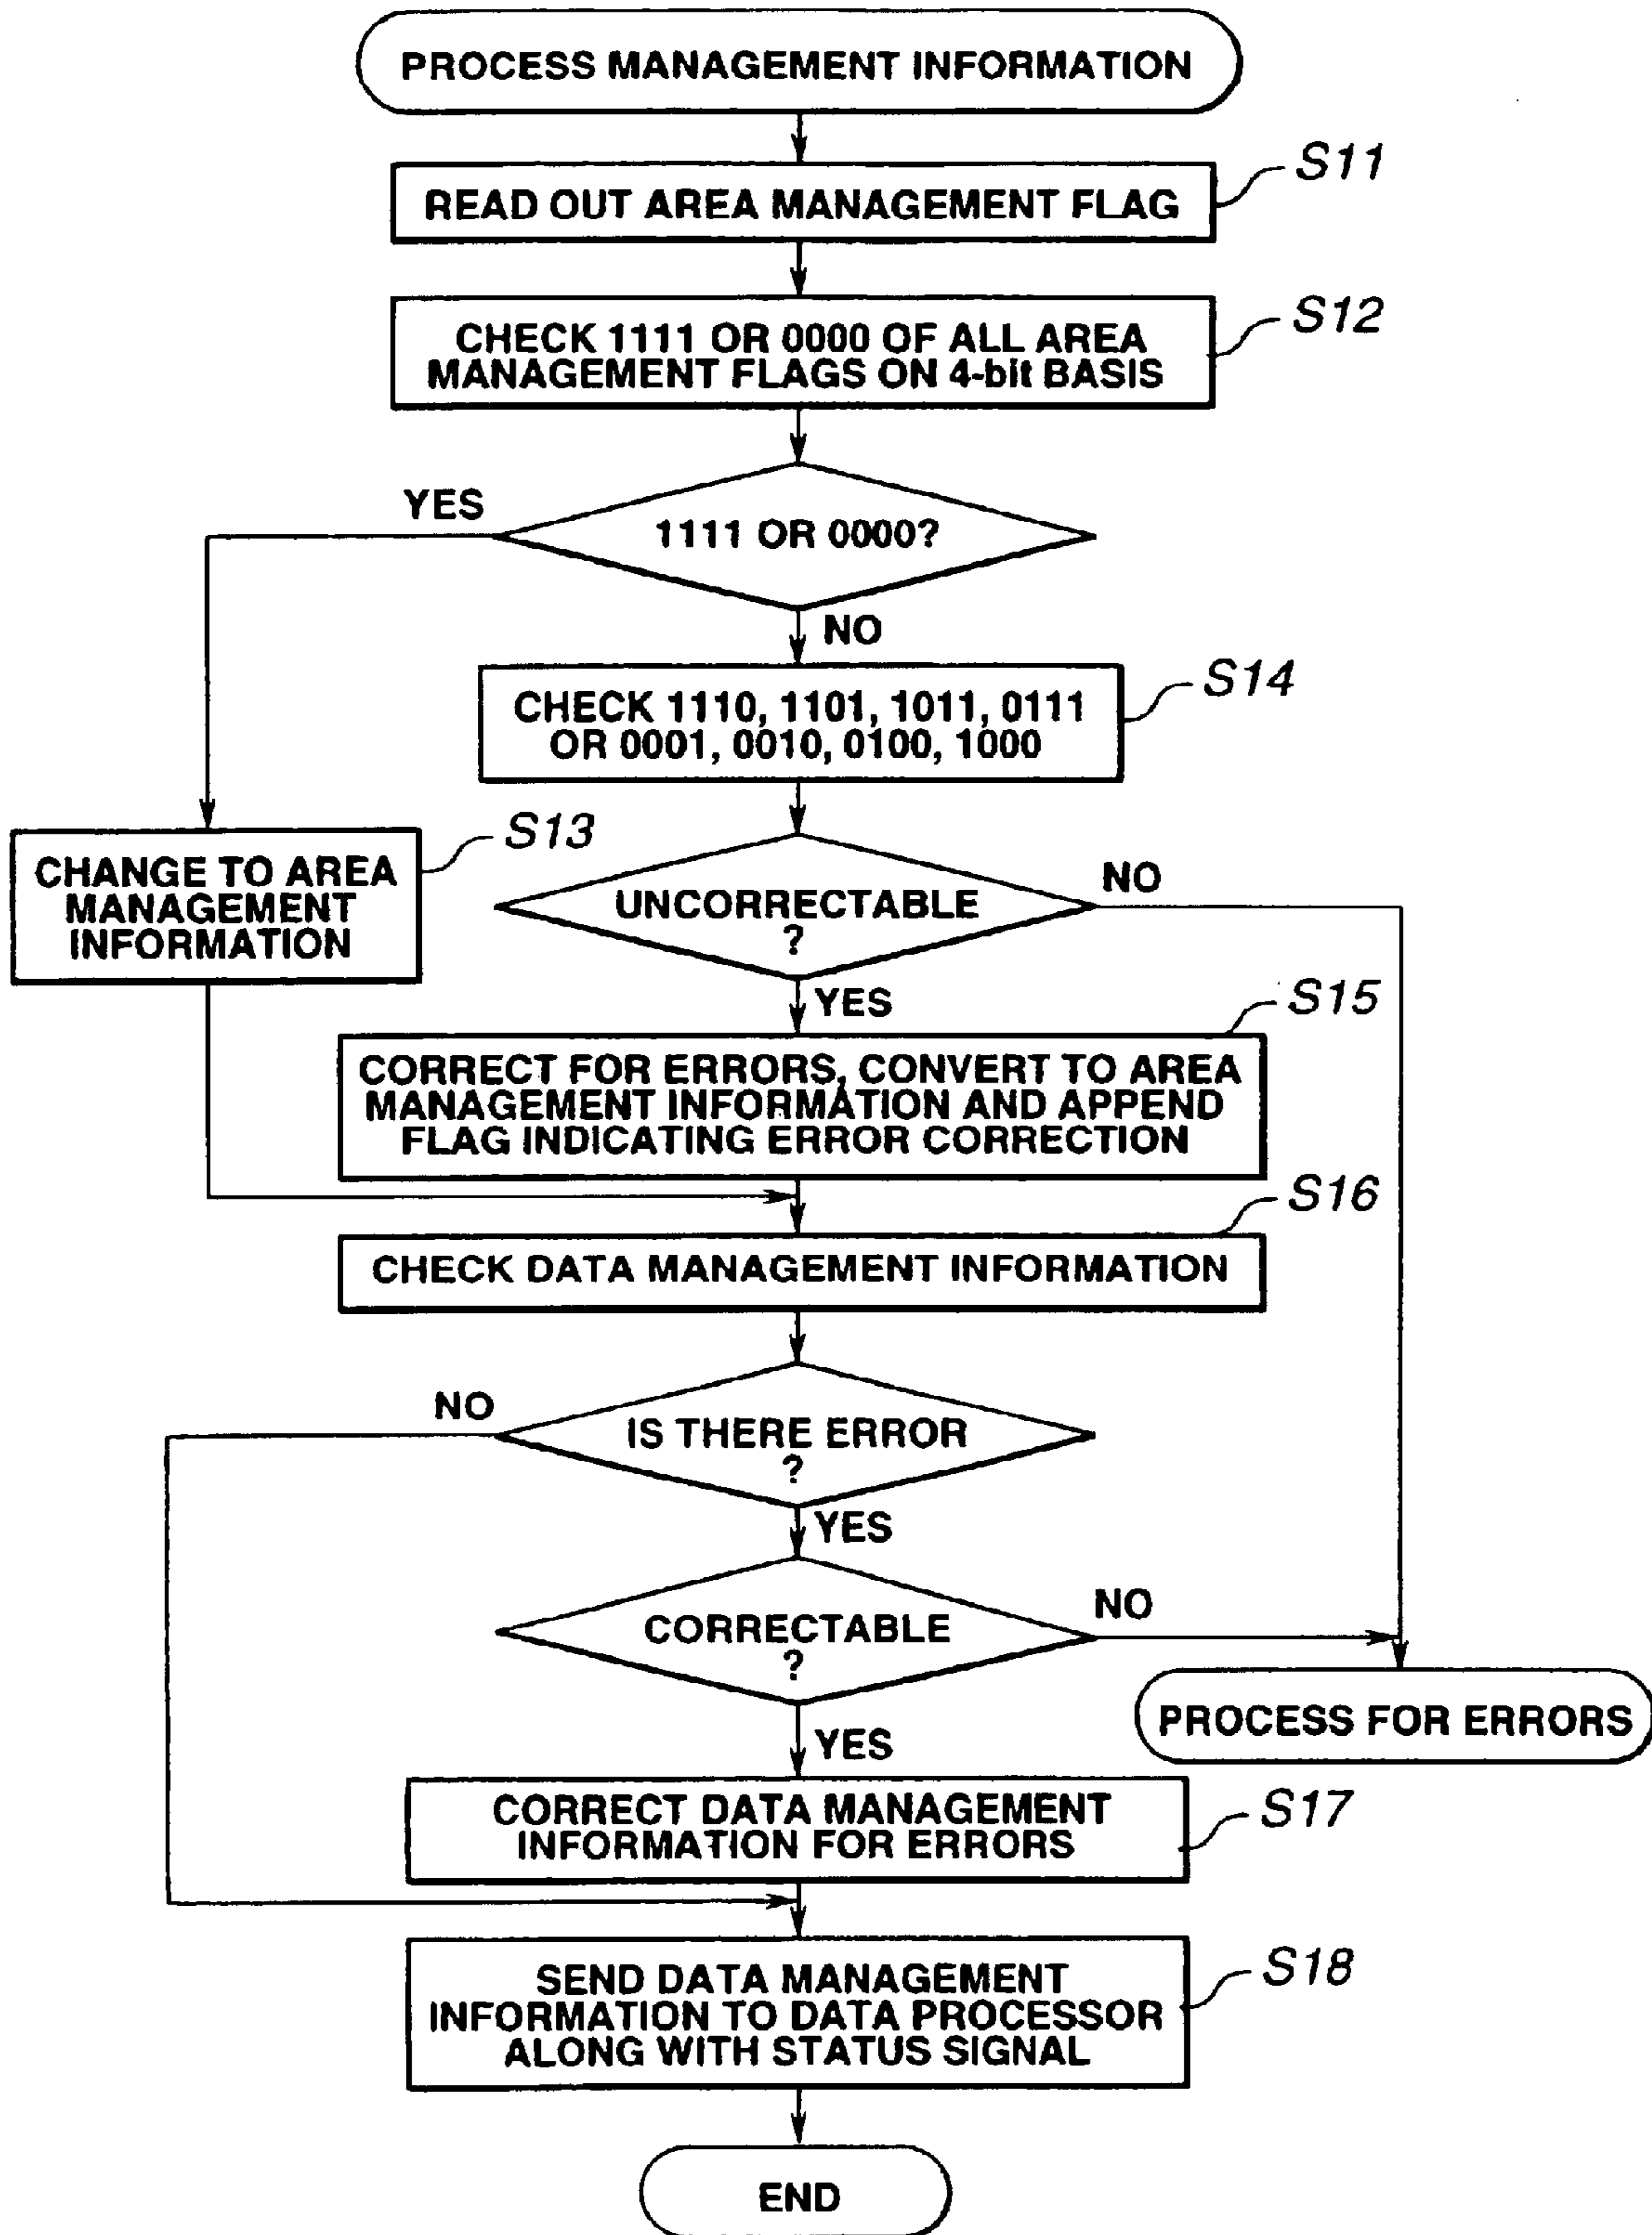 PROCESS MANAGEMENT INFORMATION
S11
READ OUT AREA MANAGEMENT FLAG
S12
CHECK 1111 OR 0000 OF ALL AREA
MANAGEMENT FLAGS ON 4-bit BASIS
YES
1111 OR 0000?
NO
S14
CHECK 1110, 1101, 1011, 0111
OR 0001, 0010, 0100, 1000
S13
CHANGE TO AREA
MANAGEMENT
INFORMATION
UNCORRECTABLE
?
NO
YES
S15
CORRECT FOR ERRORS, CONVERT TO AREA
MANAGEMENT INFORMATION AND APPEND
FLAG INDICATING ERROR CORRECTION
S16
CHECK DATA MANAGEMENT INFORMATION
NO
IS THERE ERROR
?
YES
CORRECTABLE
?
NO
PROCESS FOR ERRORS
YES
S17
CORRECT DATA MANAGEMENT
INFORMATION FOR ERRORS
S18
SEND DATA MANAGEMENT
INFORMATION TO DATA PROCESSOR
ALONG WITH STATUS SIGNAL
END